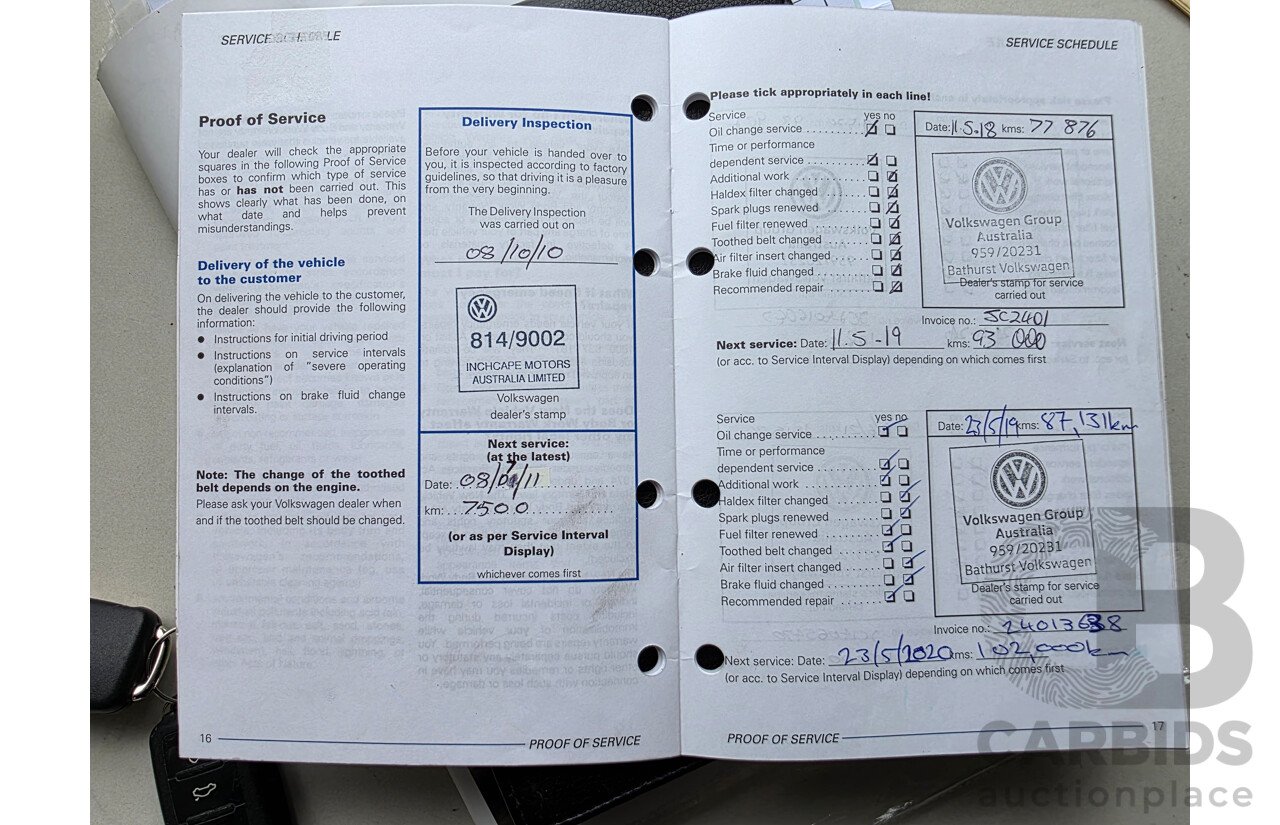 SERVICE SCHEDULE
Proof of Service
Your dealer will check the appropriate
squares in the following Proof of Service
boxes to confirm which type of service
has or has not been carried out. This
shows clearly what has been done, on
what date and helps prevent
misunderstandings.
Delivery of the vehicle
to the customer
On delivering the vehicle to the customer,
the dealer should provide the following
information:
● Instructions for initial driving period
● Instructions on service intervals
(explanation of "severe operating
conditions")
● Instructions on brake fluid change
intervals.
Note: The change of the toothed
belt depends on the engine.
Please ask your Volkswagen dealer when
and if the toothed belt should be changed.
Delivery Inspection
Before your vehicle is handed over to
you, it is inspected according to factory
guidelines, so that driving it is a pleasure
from the very beginning.
The Delivery Inspection
was carried out on
08/10/10
814/9002
INCHCAPE MOTORS
AUSTRALIA LIMITED
Volkswagen
dealer's stamp
Next service:
(at the latest)
Date: 08/07/11
km: 7500
(or as per Service Interval
Display)
whichever comes first
16
PROOF OF SERVICE
SERVICE SCHEDULE
Please tick appropriately in each line!
Service yes no
Oil change service
Time or performance
dependent service
Additional work
Haldex filter changed
Spark plugs renewed
Fuel filter renewed
Toothed belt changed
Air filter insert changed
Brake fluid changed
Recommended repair
Date: 11.5.18 kms: 77 876
Volkswagen Group
Australia
959/20231
Bathurst Volkswagen
Dealer's stamp for service
carried out
Invoice no.: SC2401
Next service: Date: 11.5-19 kms: 93 000
(or acc. to Service Interval Display) depending on which comes first
Service yes no
Oil change service
Time or performance
dependent service
Additional work
Haldex filter changed
Spark plugs renewed
Fuel filter renewed
Toothed belt changed
Air filter insert changed
Brake fluid changed
Recommended repair
Date: 23/5/19 kms: 87,131km
Volkswagen Group
Australia
959/20231
Bathurst Volkswagen
Dealer's stamp for service
carried out
Invoice no.:
Next service: Date: 23/5/2020 kms: 102,000km
(or acc. to Service Interval Display) depending on which comes first
PROOF OF SERVICE
17
CARBIDS
auctionplace